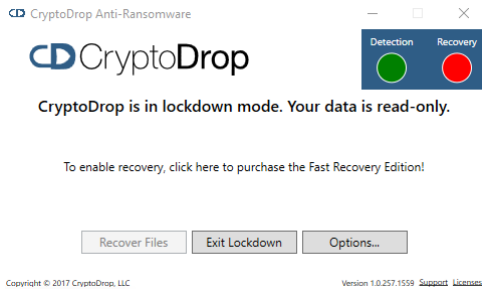 CD CryptoDrop Anti-Ransomware
CD CryptoDrop
Detection Recovery
CryptoDrop is in lockdown mode. Your data is read-only.
To enable recovery, click here to purchase the Fast Recovery Edition!
Recover Files Exit Lockdown Options...
Copyright © 2017 CryptoDrop, LLC Version 1.0.257.1559 Support Licenses